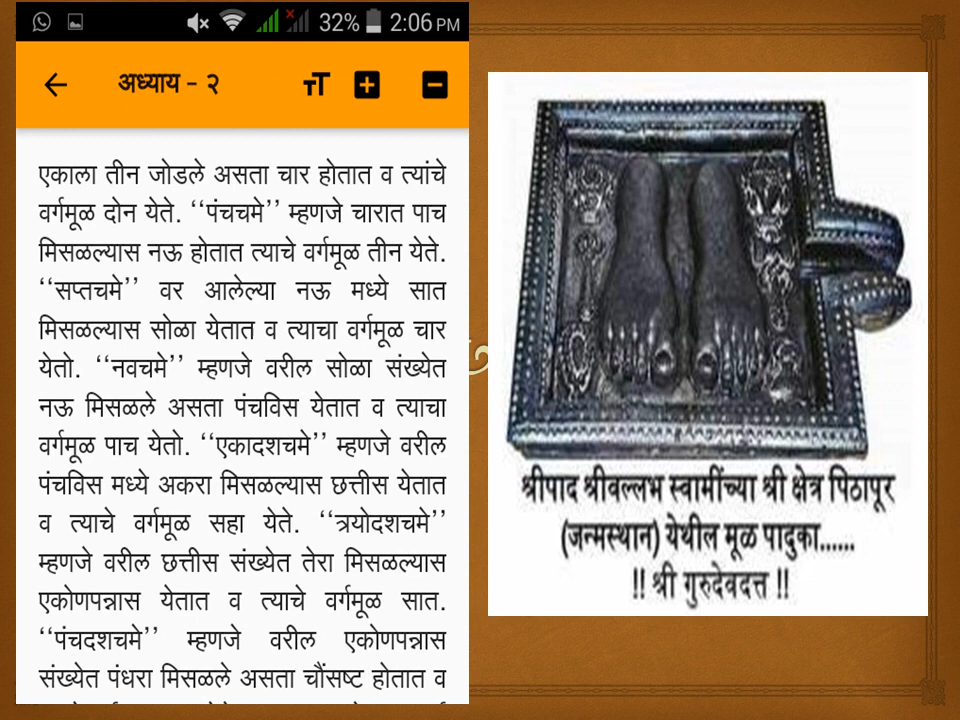 32% 2:06 PM
अध्याय - २
एकाला तीन जोडले असता चार होतात व त्यांचे
वर्गमूळ दोन येते. ‘‘पंचचमे’’ म्हणजे चारात पाच
मिसळल्यास नऊ होतात त्याचे वर्गमूळ तीन येते.
‘‘सप्तचमे’’ वर आलेल्या नऊ मध्ये सात
मिसळल्यास सोळा येतात व त्याचा वर्गमूळ चार
येतो. ‘‘नवचमे’’ म्हणजे वरील सोळा संख्येत
नऊ मिसळले असता पंचविस येतात व त्याचा
वर्गमूळ पाच येतो. ‘‘एकादशचमे’’ म्हणजे वरील
पंचविस मध्ये अकरा मिसळल्यास छत्तीस येतात
व त्याचे वर्गमूळ सहा येते. ‘‘त्रयोदशचमे’’
म्हणजे वरील छत्तीस संख्येत तेरा मिसळल्यास
एकोणपन्नास येतात व त्याचे वर्गमूळ सात.
‘‘पंचदशचमे’’ म्हणजे वरील एकोणपन्नास
संख्येत पंधरा मिसळले असता चौंसष्ट होतात व
श्रीपाद श्रीवल्लभ स्वामींच्या श्री क्षेत्र पिठापूर
(जन्मस्थान) येथील मूळ पादुका......
!! श्री गुरुदेवदत्त !!